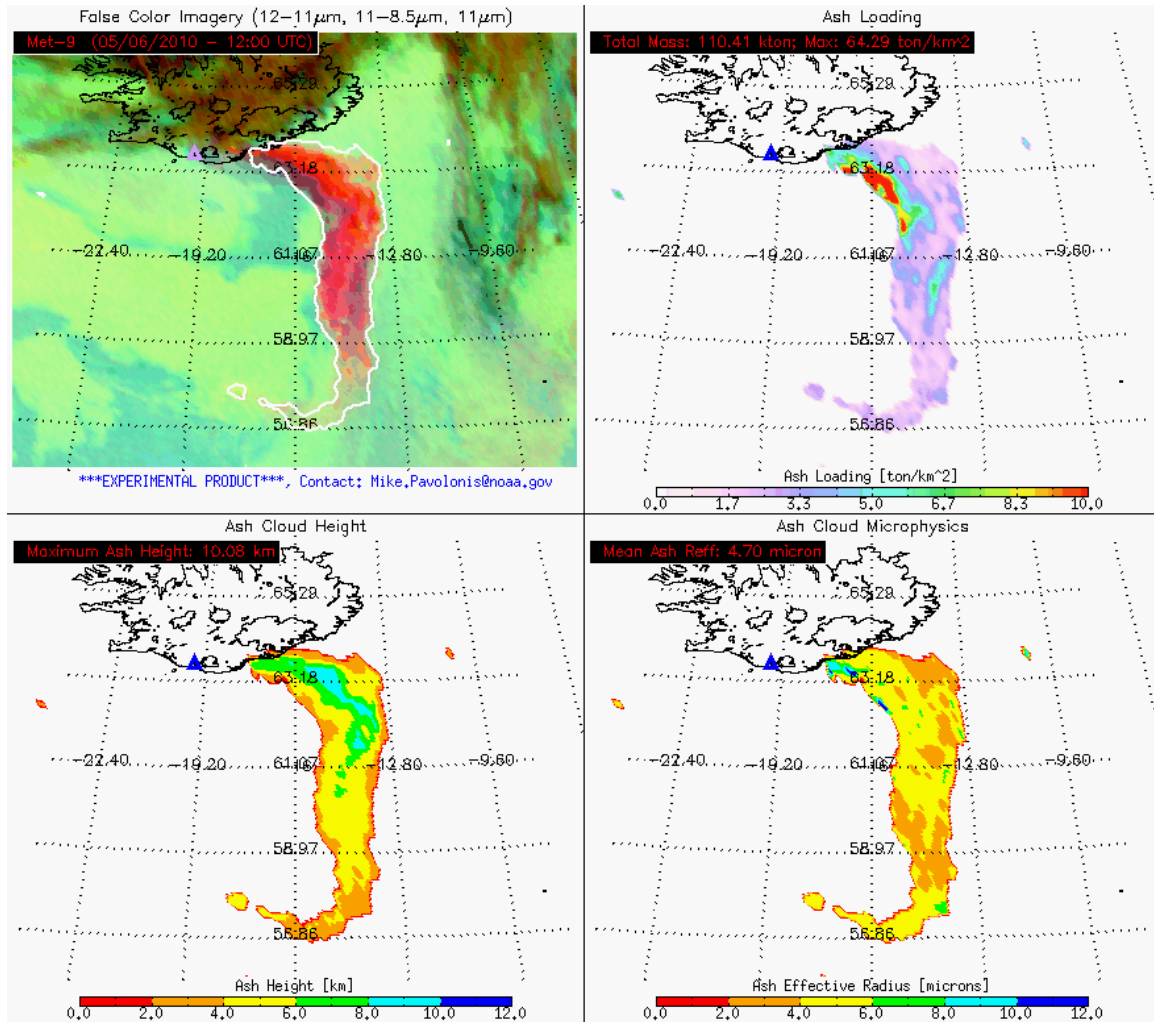 False Color Imagery (12–11μm, 11–8.5μm, 11μm)
Met-9 (05/06/2010 - 12:00 UTC)
65.29
63.18
-22.40
-19.20
61.07
-16
-12.80
-9.60
58.97
56.86
***EXPERIMENTAL PRODUCT***, Contact: Mike.Pavolonis@noaa.gov
Ash Loading
Total Mass: 110.41 kton; Max: 64.29 ton/km^2
65.29
63.18
-22.40
-19.20
61.07
-16
-12.80
-9.60
58.97
56.86
Ash Loading [ton/km^2]
0.0 1.7 3.3 5.0 6.7 8.3 10.0
Ash Cloud Height
Maximum Ash Height: 10.08 km
65.29
63.18
-22.40
-19.20
61.07
-16
-12.80
-9.60
58.97
56.86
Ash Height [km]
0.0 2.0 4.0 6.0 8.0 10.0 12.0
Ash Cloud Microphysics
Mean Ash Reff: 4.70 micron
65.29
63.18
-22.40
-19.20
61.07
-16
-12.80
-9.60
58.97
56.86
Ash Effective Radius [microns]
0.0 2.0 4.0 6.0 8.0 10.0 12.0